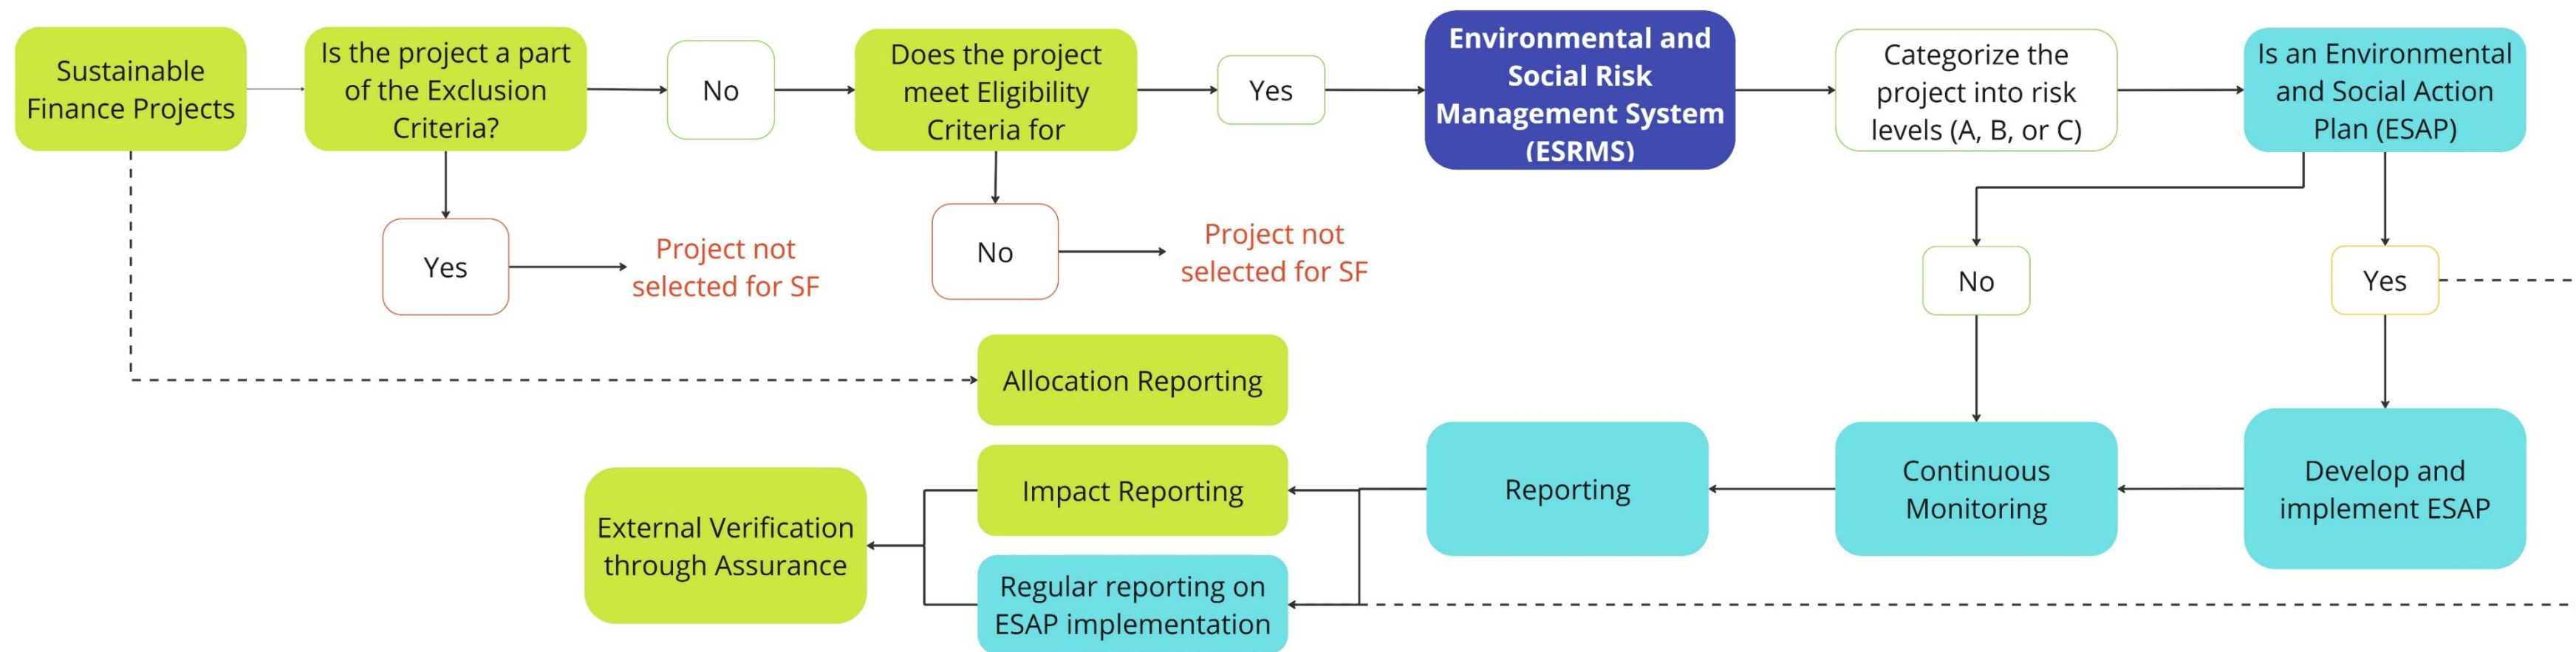 Sustainable
Finance Projects
Is the project a part
of the Exclusion
Criteria?
No
Does the project
meet Eligibility
Criteria for
Yes
Environmental and
Social Risk
Management System
(ESRMS)
Categorize the
project into risk
levels (A, B, or C)
Is an Environmental
and Social Action
Plan (ESAP)
Yes
Project not
selected for SF
No
Project not
selected for SF
No
Yes
Allocation Reporting
Impact Reporting
Regular reporting on
ESAP implementation
External Verification
through Assurance
Reporting
Continuous
Monitoring
Develop and
implement ESAP